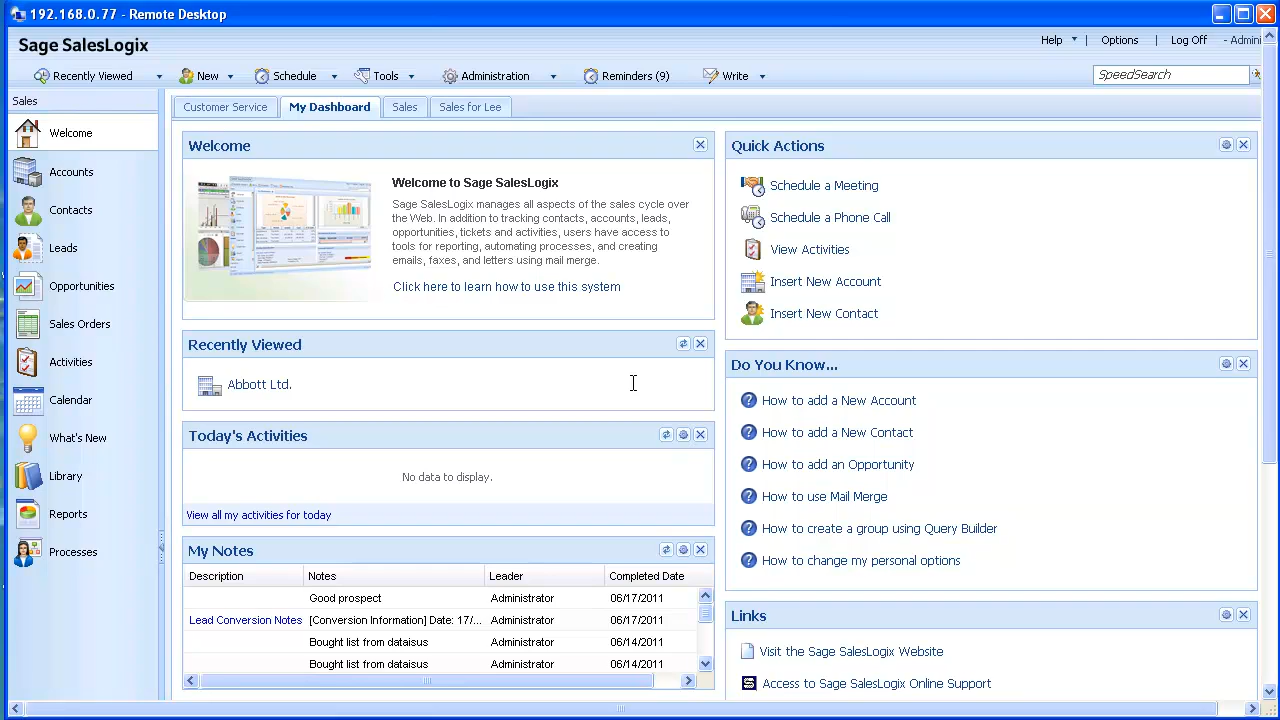 192.168.0.77 - Remote Desktop
Sage SalesLogix
Help | Options | Log Off - Admini
Recently Viewed New Schedule Tools Administration Reminders (9) Write SpeedSearch
Sales
Welcome
Accounts
Contacts
Leads
Opportunities
Sales Orders
Activities
Calendar
What's New
Library
Reports
Processes
Customer Service My Dashboard Sales Sales for Lee
Welcome
Welcome to Sage SalesLogix
Sage SalesLogix manages all aspects of the sales cycle over
the Web. In addition to tracking contacts, accounts, leads,
opportunities, tickets and activities, users have access to
tools for reporting, automating processes, and creating
emails, faxes, and letters using mail merge.
Click here to learn how to use this system
Recently Viewed
Abbott Ltd.
Today's Activities
No data to display.
View all my activities for today
My Notes
Description Notes Leader Completed Date
Good prospect Administrator 06/17/2011
Lead Conversion Notes [Conversion Information] Date: 17/... Administrator 06/17/2011
Bought list from dataisus Administrator 06/14/2011
Bought list from dataisus Administrator 06/14/2011
Quick Actions
Schedule a Meeting
Schedule a Phone Call
View Activities
Insert New Account
Insert New Contact
Do You Know...
How to add a New Account
How to add a New Contact
How to add an Opportunity
How to use Mail Merge
How to create a group using Query Builder
How to change my personal options
Links
Visit the Sage SalesLogix Website
Access to Sage SalesLogix Online Support